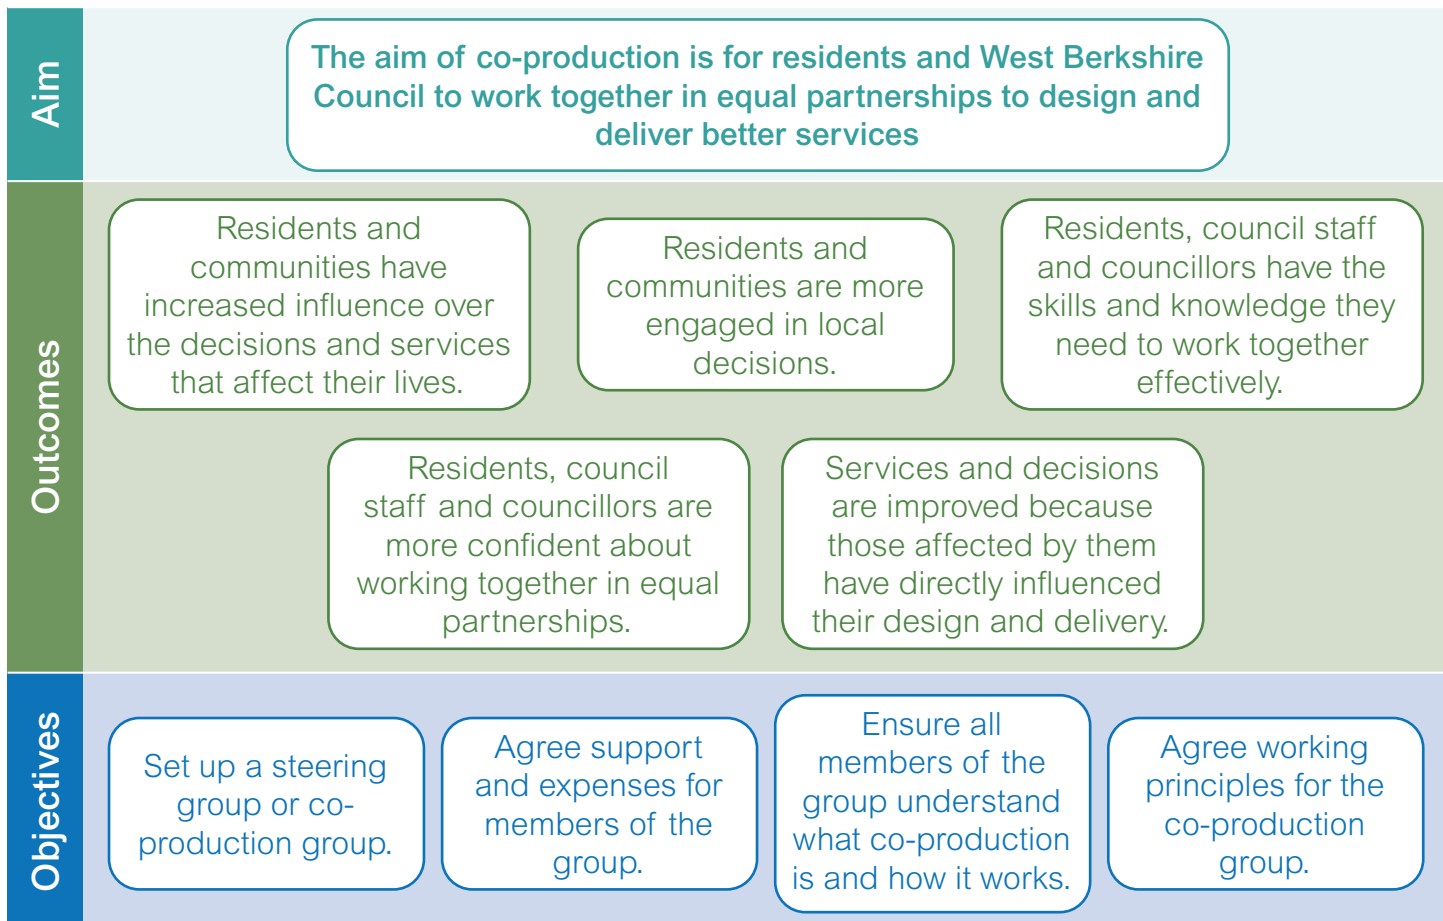 Aim
The aim of co-production is for residents and West Berkshire
Council to work together in equal partnerships to design and
deliver better services
Outcomes
Residents and
communities have
increased influence over
the decisions and services
that affect their lives.
Residents and
communities are more
engaged in local
decisions.
Residents, council staff
and councillors have the
skills and knowledge they
need to work together
effectively.
Residents, council
staff and councillors are
more confident about
working together in equal
partnerships.
Services and decisions
are improved because
those affected by them
have directly influenced
their design and delivery.
Objectives
Set up a steering
group or co-
production group.
Agree support
and expenses for
members of the
group.
Ensure all
members of the
group understand
what co-production
is and how it works.
Agree working
principles for the
co-production
group.